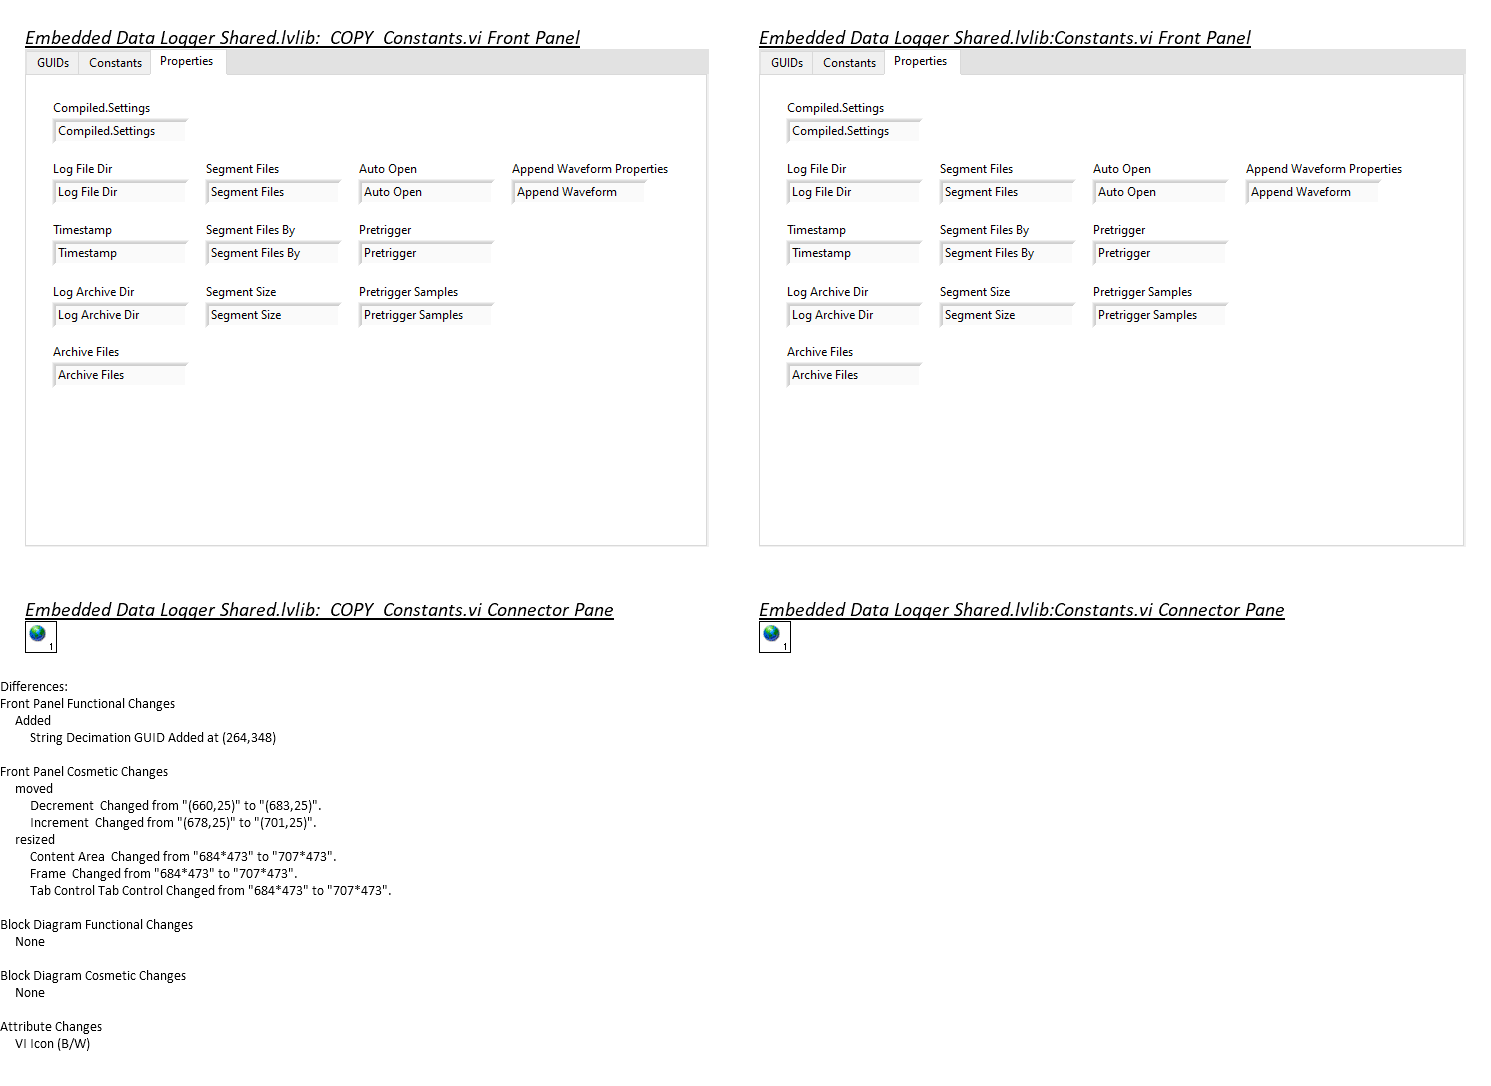 Embedded Data Logger Shared.lvlib:_COPY_Constants.vi Front Panel
GUIDs Constants Properties
Compiled.Settings
Compiled.Settings
Log File Dir Segment Files Auto Open Append Waveform Properties
Log File Dir Segment Files Auto Open Append Waveform
Timestamp Segment Files By Pretrigger
Timestamp Segment Files By Pretrigger
Log Archive Dir Segment Size Pretrigger Samples
Log Archive Dir Segment Size Pretrigger Samples
Archive Files
Archive Files
Embedded Data Logger Shared.lvlib:Constants.vi Front Panel
GUIDs Constants Properties
Compiled.Settings
Compiled.Settings
Log File Dir Segment Files Auto Open Append Waveform Properties
Log File Dir Segment Files Auto Open Append Waveform
Timestamp Segment Files By Pretrigger
Timestamp Segment Files By Pretrigger
Log Archive Dir Segment Size Pretrigger Samples
Log Archive Dir Segment Size Pretrigger Samples
Archive Files
Archive Files
Embedded Data Logger Shared.lvlib:_COPY_Constants.vi Connector Pane
1
Embedded Data Logger Shared.lvlib:Constants.vi Connector Pane
1
Differences:
Front Panel Functional Changes
Added
String Decimation GUID Added at (264,348)
Front Panel Cosmetic Changes
moved
Decrement  Changed from "(660,25)" to "(683,25)".
Increment  Changed from "(678,25)" to "(701,25)".
resized
Content Area  Changed from "684*473" to "707*473".
Frame  Changed from "684*473" to "707*473".
Tab Control Tab Control Changed from "684*473" to "707*473".
Block Diagram Functional Changes
None
Block Diagram Cosmetic Changes
None
Attribute Changes
VI Icon (B/W)